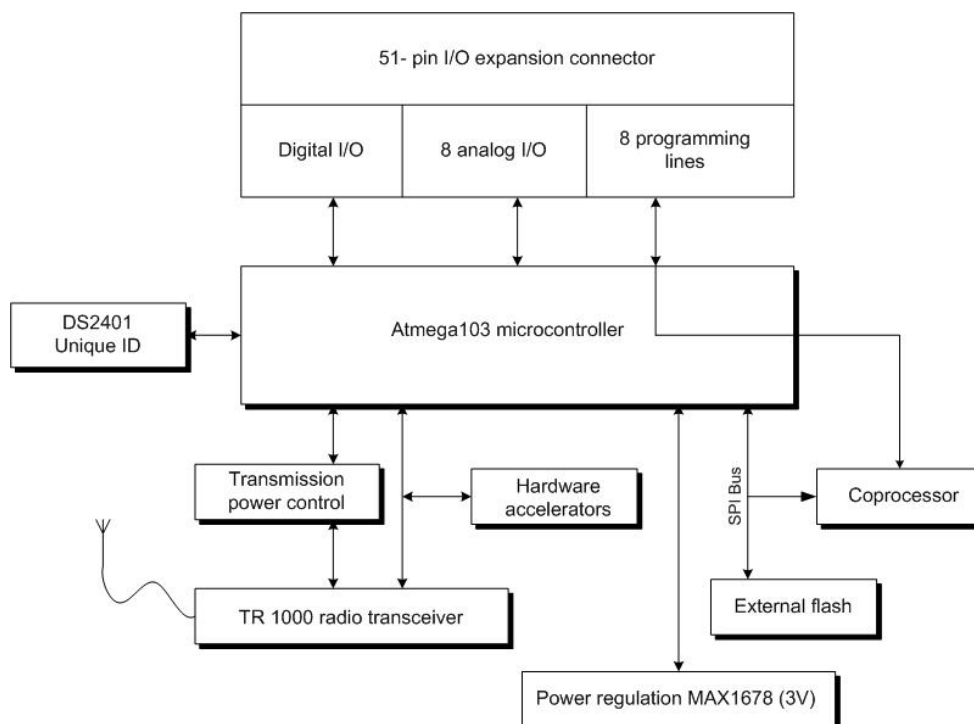 51- pin I/O expansion connector
Digital I/O
8 analog I/O
8 programming
lines
DS2401
Unique ID
Atmega103 microcontroller
Transmission
power control
Hardware
accelerators
SPI Bus
Coprocessor
TR 1000 radio transceiver
External flash
Power regulation MAX1678 (3V)